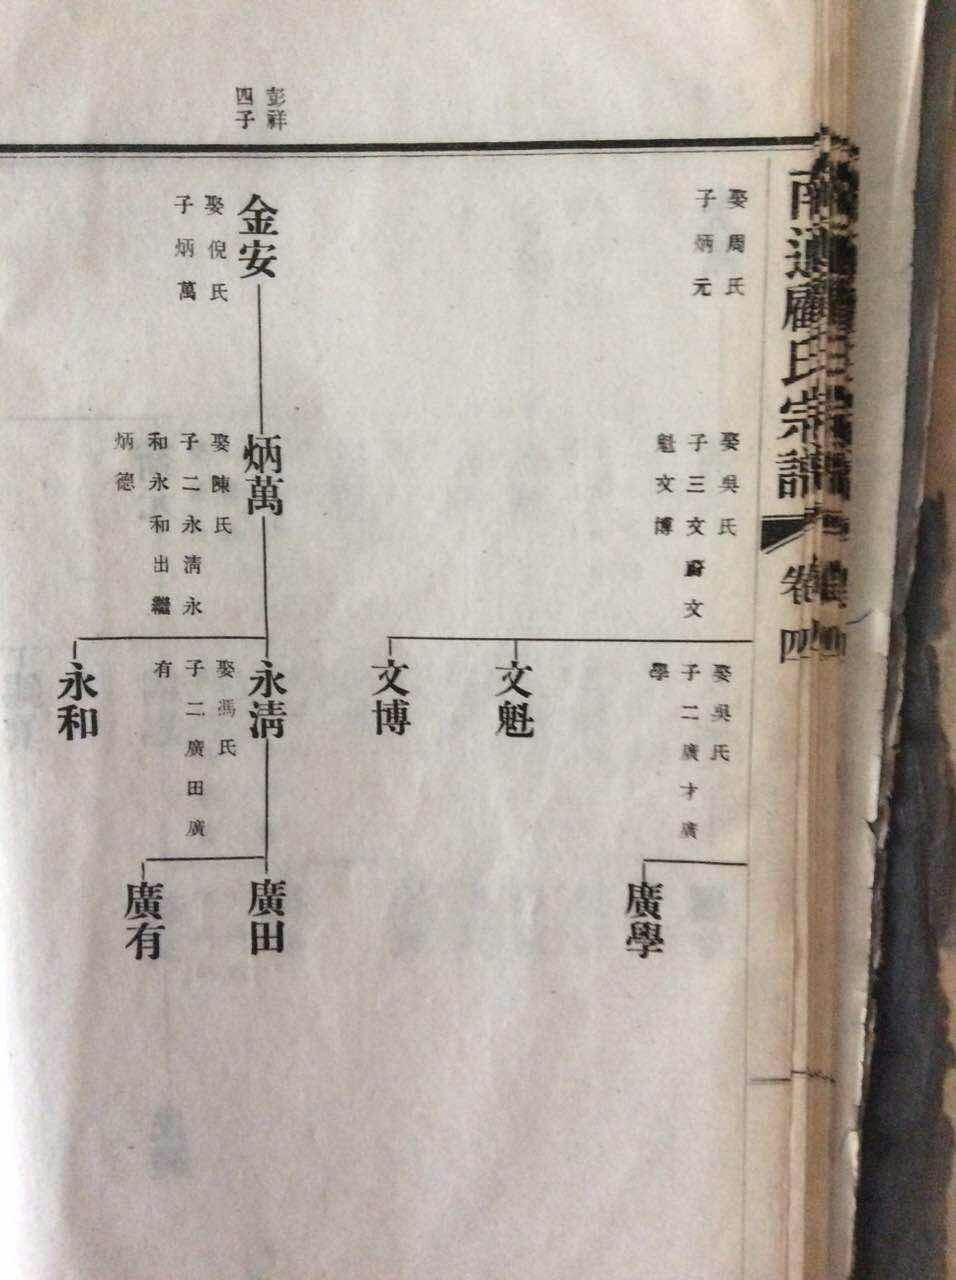 南通顧氏宗譜
卷四
娶周氏
子炳元
娶吳氏
子三文蔚文
魁文博
娶吳氏
子二廣才廣
學
廣學
文魁
文博
彭祥
四子
金安
娶倪氏
子炳萬
炳萬
娶陳氏
子二永清永
和永和出繼
炳德
永清
娶馮氏
子二廣田廣
有
廣田
廣有
永和